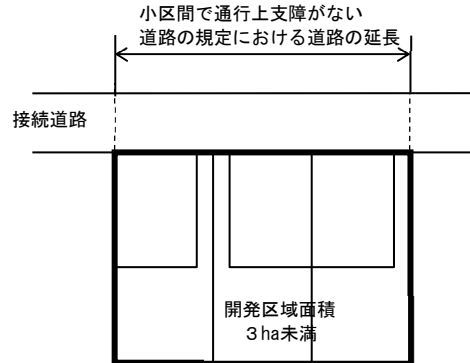 小区間で通行上支障がない
道路の規定における道路の延長
接続道路
開発区域面積
３ha未満